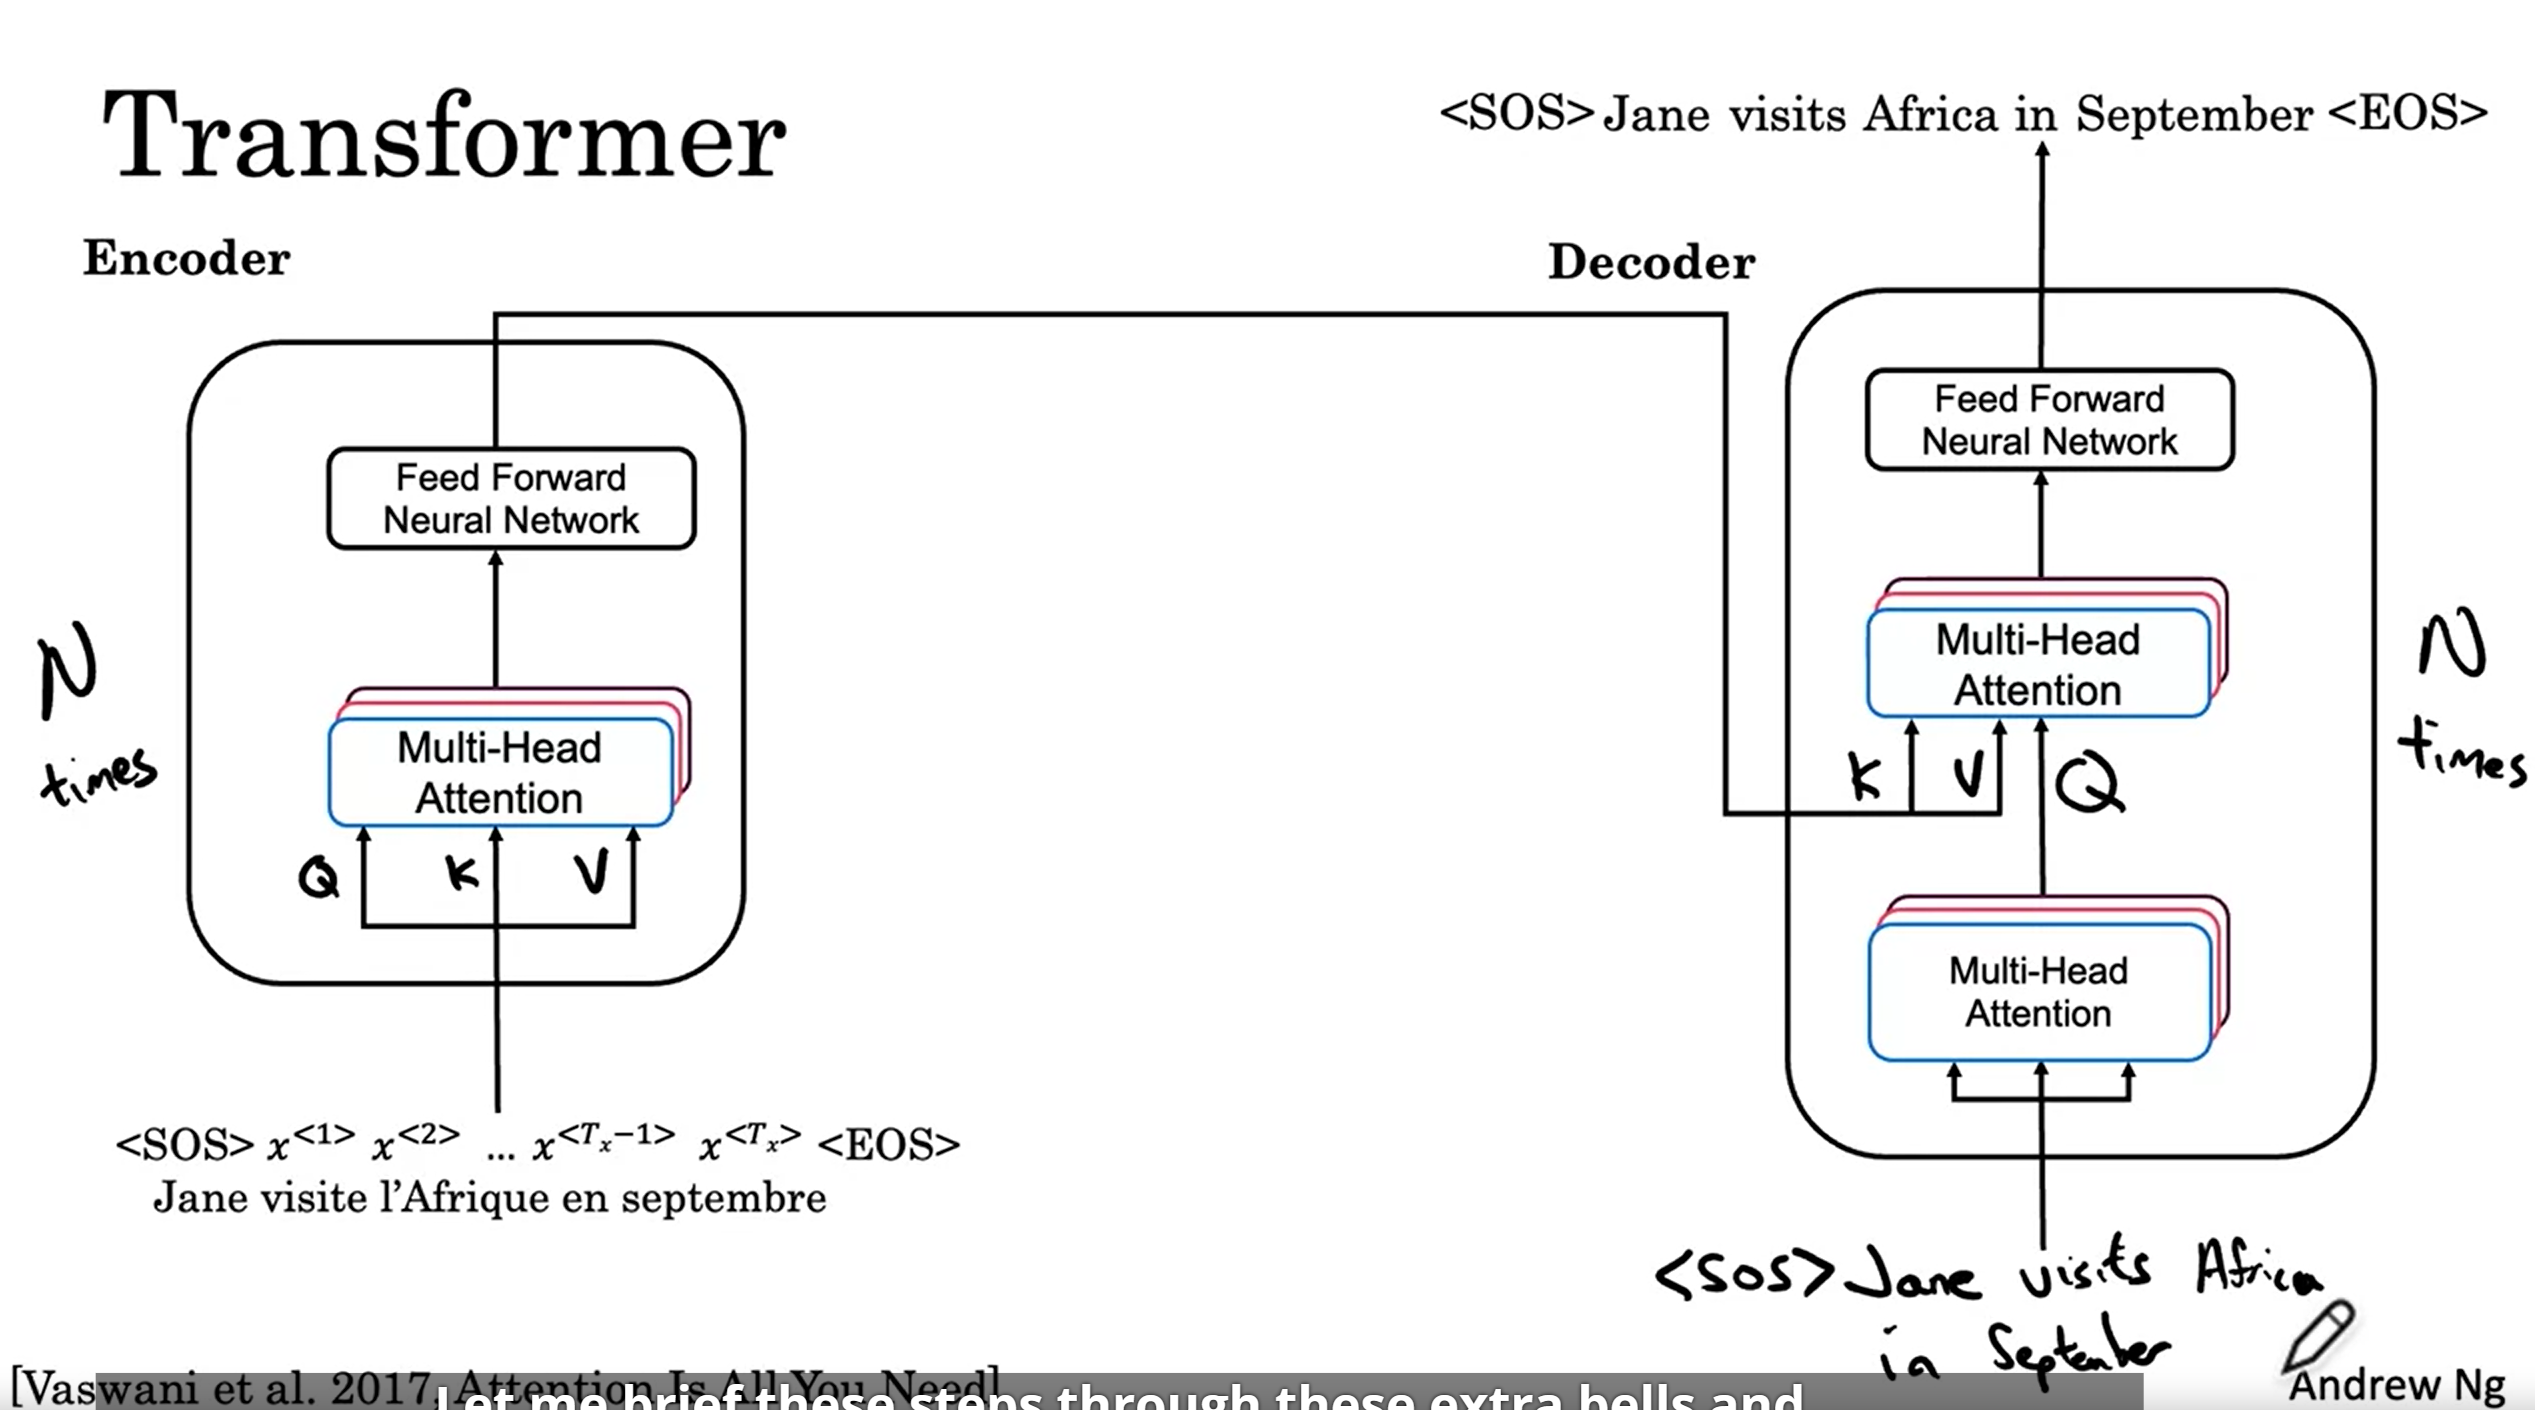 Transformer
<SOS> Jane visits Africa in September <EOS>
Encoder
Decoder
Feed Forward
Neural Network
Multi-Head
Attention
Q K V
N
times
<SOS> x<1> x<2> ... x<Tx−1> x<Tx> <EOS>
Jane visite l'Afrique en septembre
Feed Forward
Neural Network
Multi-Head
Attention
K V Q
Multi-Head
Attention
N
times
<SOS> Jane visits Africa
in September
[Vaswani et al. 2017, Attention Is All You Need]
Let me brief these steps through these extra bells and
Andrew Ng